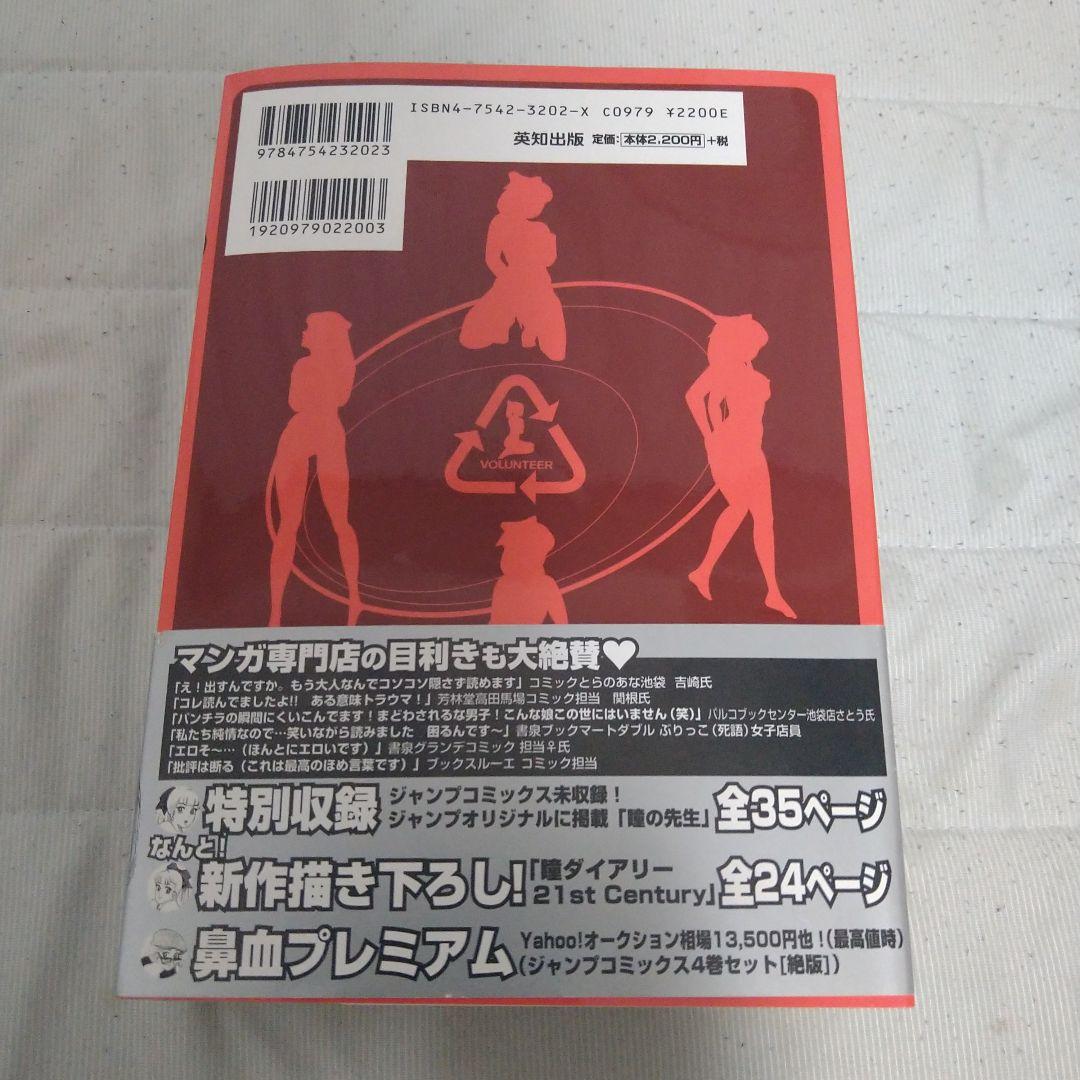 ISBN4-7542-3202-X C0979 ¥2200E
英知出版 定価:本体2,200円+税
9784754232023
1920979022003
VOLUNTEER
マンガ専門店の目利きも大絶賛♥
「え!出すんですか。もう大人なんでコソコソ隠さず読めます」コミックとらのあな池袋 吉崎氏
「コレ読んでましたよ!! ある意味トラウマ!」芳林堂高田馬場コミック担当 関根氏
「パンチラの瞬間にくいこんでます!まどわされるな男子!こんな娘この世にはいません(笑)」パルコブックセンター池袋店さとう氏
「私たち純情なので…笑いながら読みました 困るんです〜」書泉ブックマートダブル ぶりっこ(死語)女子店員
「エロそ〜…(ほんとにエロいです)」書泉グランデコミック 担当♀氏
「批評は断る(これは最高のほめ言葉です)」ブックスルーエ コミック担当
特別収録 ジャンプコミックス未収録! ジャンプオリジナルに掲載「瞳の先生」 全35ページ
なんと!
新作描き下ろし!「瞳ダイアリー 21st Century」全24ページ
鼻血プレミアム Yahoo!オークション相場13,500円也!(最高値時)
(ジャンプコミックス4巻セット[絶版])